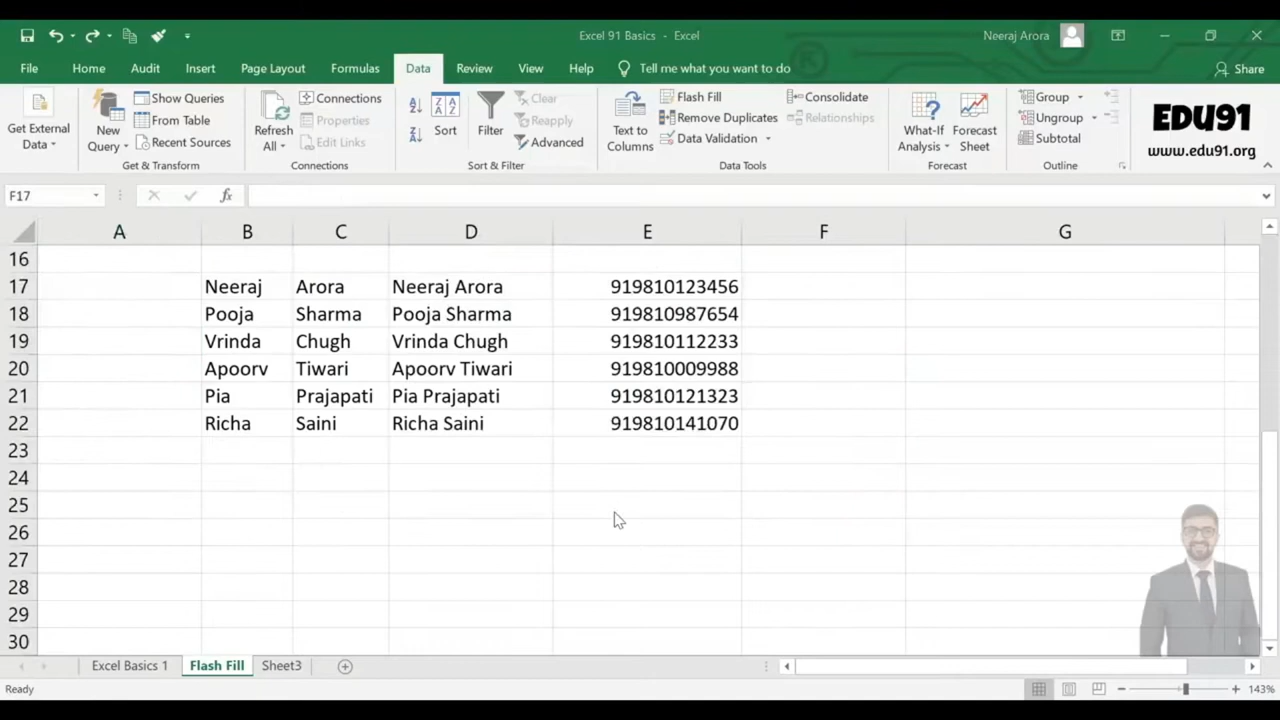 Excel 91 Basics - Excel
Neeraj Arora
File Home Audit Insert Page Layout Formulas Data Review View Help Tell me what you want to do Share
Get External Data
New Query
Show Queries
From Table
Recent Sources
Get & Transform
Refresh All
Connections
Properties
Edit Links
Connections
Sort
Filter
Clear
Reapply
Advanced
Sort & Filter
Text to Columns
Flash Fill
Remove Duplicates
Data Validation
Consolidate
Relationships
Data Tools
What-If Analysis
Forecast Sheet
Forecast
Group
Ungroup
Subtotal
Outline
EDU91
www.edu91.org
F17 fx
A B C D E F G
16
17 Neeraj Arora Neeraj Arora 919810123456
18 Pooja Sharma Pooja Sharma 919810987654
19 Vrinda Chugh Vrinda Chugh 919810112233
20 Apoorv Tiwari Apoorv Tiwari 919810009988
21 Pia Prajapati Pia Prajapati 919810121323
22 Richa Saini Richa Saini 919810141070
23
24
25
26
27
28
29
30
Excel Basics 1 Flash Fill Sheet3
Ready 143%